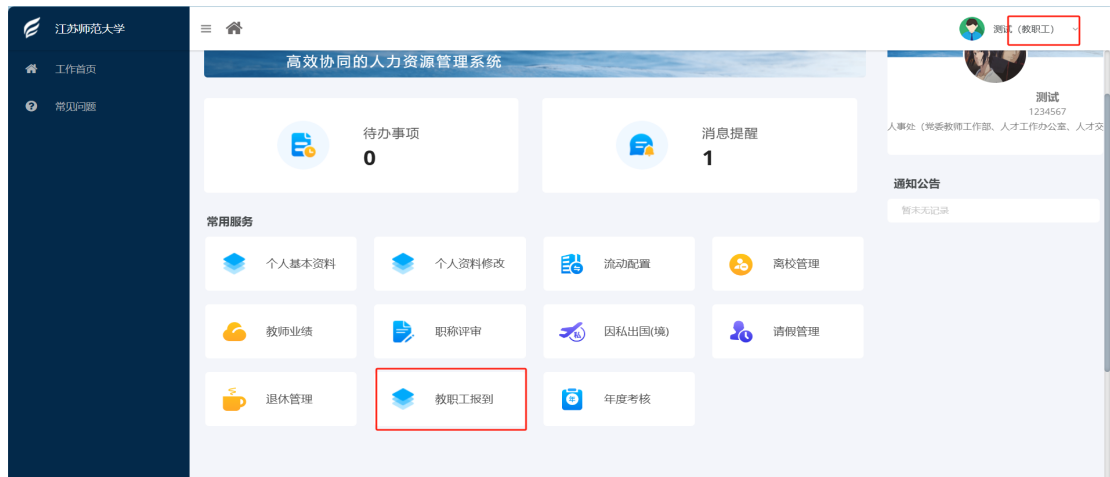 江苏师范大学
测试（教职工）
工作首页
常见问题
高效协同的人力资源管理系统
测试
1234567
人事处（党委教师工作部、人才工作办公室、人才交
待办事项
0
消息提醒
1
通知公告
暂未无记录
常用服务
个人基本资料
个人资料修改
流动配置
离校管理
教师业绩
职称评审
私
因私出国(境)
请假管理
退休管理
教职工报到
年
年度考核